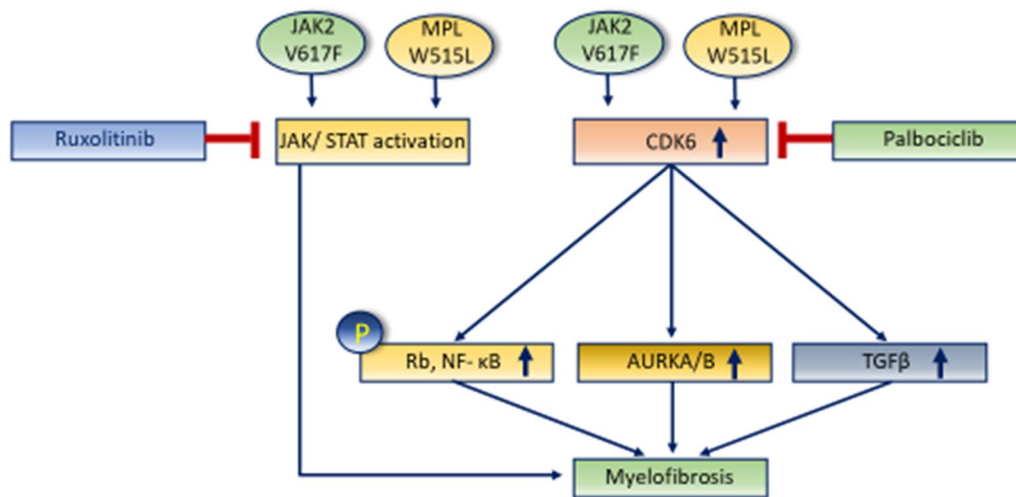 JAK2
V617F
MPL
W515L
JAK2
V617F
MPL
W515L
Ruxolitinib
JAK/ STAT activation
CDK6
Palbociclib
P
Rb, NF- κB
AURKA/B
TGFβ
Myelofibrosis